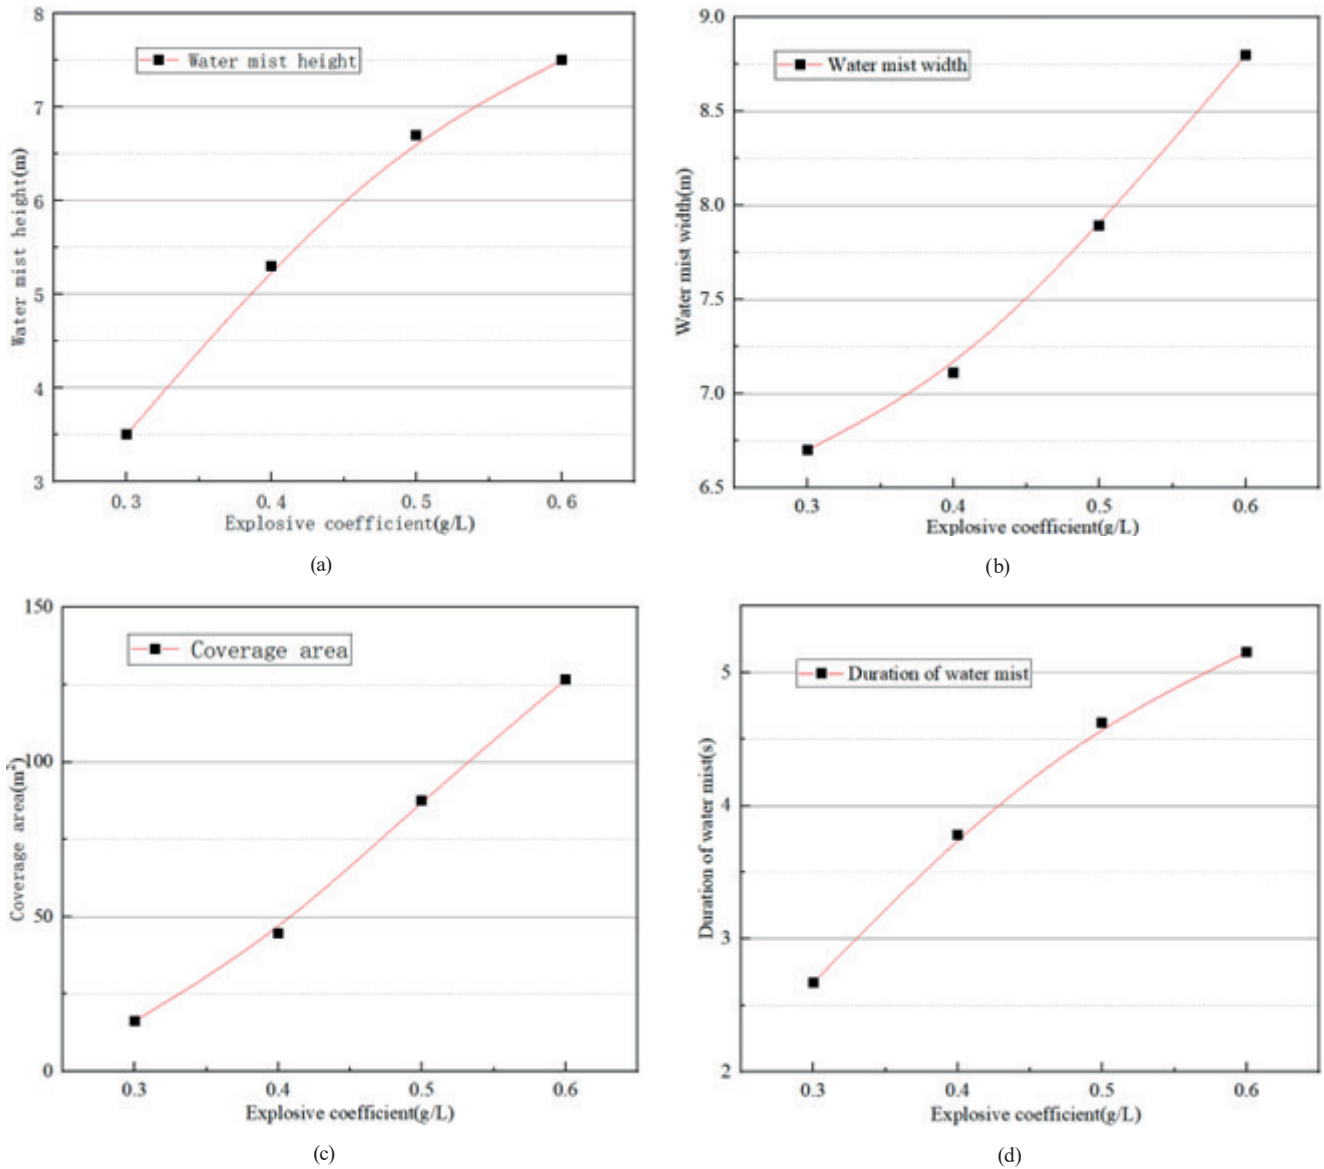 8
7
6
5
4
3
Water mist height(m)
Water mist height
0.3 0.4 0.5 0.6
Explosive coefficient(g/L)
(a)
9.0
8.5
8.0
7.5
7.0
6.5
Water mist width(m)
Water mist width
0.3 0.4 0.5 0.6
Explosive coefficient(g/L)
(b)
150
100
50
0
Coverage area(m²)
Coverage area
0.3 0.4 0.5 0.6
Explosive coefficient(g/L)
(c)
5
4
3
2
Duration of water mist(s)
Duration of water mist
0.3 0.4 0.5 0.6
Explosive coefficient(g/L)
(d)